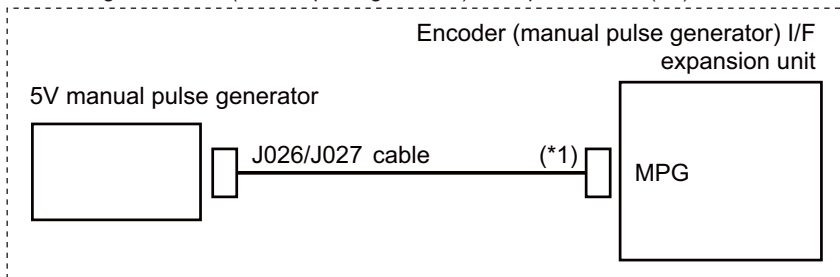 Encoder (manual pulse generator) I/F
expansion unit
5V manual pulse generator
J026/J027 cable
(*1)
MPG